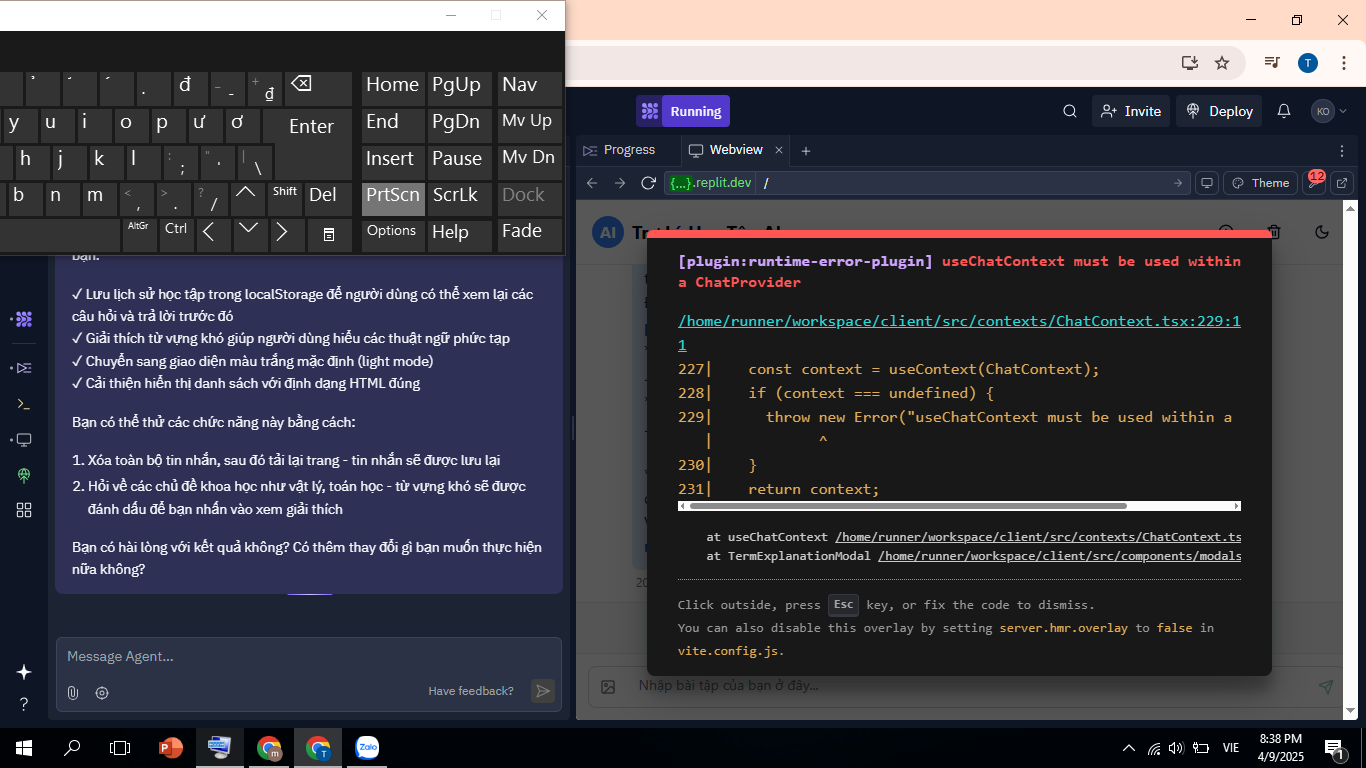 Home PgUp Nav
đ - - + ₫
y u i o p ư ơ Enter
End PgDn Mv Up
h j k l : ; " ' | \
Insert Pause Mv Dn
b n m < , > . ? / Shift Del
PrtScn ScrLk Dock
AltGr Ctrl
Options Help Fade
Running
Invite
Deploy
KO
T
Progress
Webview
{...}.replit.dev /
Theme
12
bạn.
✓ Lưu lịch sử học tập trong localStorage để người dùng có thể xem lại các
câu hỏi và trả lời trước đó
✓ Giải thích từ vựng khó giúp người dùng hiểu các thuật ngữ phức tạp
✓ Chuyển sang giao diện màu trắng mặc định (light mode)
✓ Cải thiện hiển thị danh sách với định dạng HTML đúng
Bạn có thể thử các chức năng này bằng cách:
1. Xóa toàn bộ tin nhắn, sau đó tải lại trang - tin nhắn sẽ được lưu lại
2. Hỏi về các chủ đề khoa học như vật lý, toán học - từ vựng khó sẽ được
đánh dấu để bạn nhấn vào xem giải thích
Bạn có hài lòng với kết quả không? Có thêm thay đổi gì bạn muốn thực hiện
nữa không?
Message Agent...
Have feedback?
AI
[plugin:runtime-error-plugin] useChatContext must be used within
a ChatProvider
/home/runner/workspace/client/src/contexts/ChatContext.tsx:229:1
1
227| const context = useContext(ChatContext);
228| if (context === undefined) {
229| throw new Error("useChatContext must be used within a
| ^
230| }
231| return context;
at useChatContext /home/runner/workspace/client/src/contexts/ChatContext.ts
at TermExplanationModal /home/runner/workspace/client/src/components/modals
Click outside, press Esc key, or fix the code to dismiss.
You can also disable this overlay by setting server.hmr.overlay to false in
vite.config.js.
20
Nhập bài tập của bạn ở đây...
P
m
T
Zalo
VIE
8:38 PM
4/9/2025
1